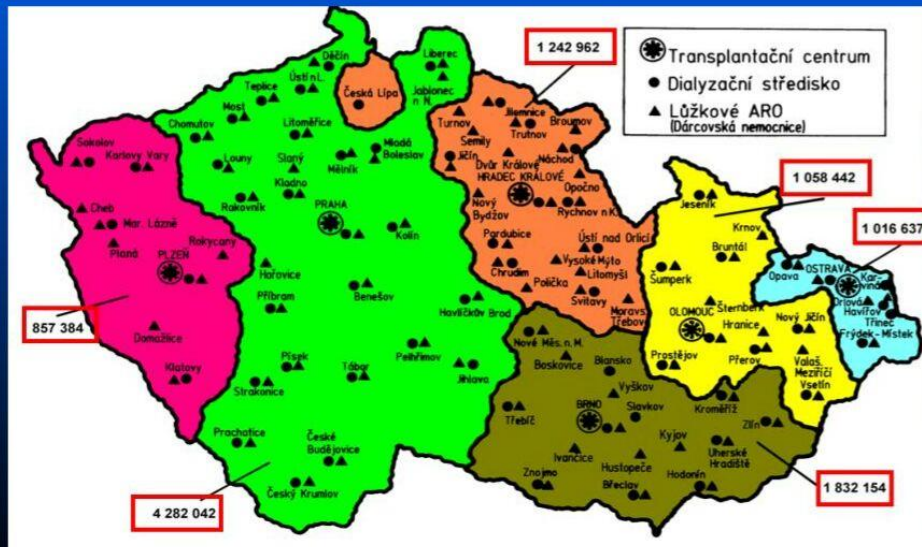 1 242 962
Transplantační centrum
Dialyzační středisko
Lůžkové ARO
(Dárcovská nemocnice)
Děčín
Liberec
Ústí n L.
Teplice
Jablonec
n N.
Česká Lípa
Most
Chomutov
Litoměřice
Mladá
Boleslav
Louny
Slaný
Mělník
Kladno
Rakovník
PRAHA
Kolín
Hořovice
Benešov
Příbram
Havlíčkův Brod
Písek
Tábor
Pelhřimov
Jihlava
Strakonice
Prachatice
České
Budějovice
Český Krumlov
4 282 042
Sokolov
Karlovy Vary
Cheb
Mar. Lázně
Planá
Rokycany
PLZEŇ
Domažlice
Klatovy
857 384
Jilemnice
Turnov
Trutnov
Broumov
Semily
Jičín
Dvůr Králové
Náchod
HRADEC KRÁLOVÉ
Opočno
Nový
Bydžov
Rychnov n K.
Pardubice
Ústí nad Orlicí
Vysoké Mýto
Chrudim
Litomyšl
Polička
Svitavy
Moravs.
Třebov
1 058 442
Jeseník
Krnov
Bruntál
Šumperk
Šternberk
OLOMOUC
Hranice
Nový Jičín
Prostějov
Přerov
Valaš.
Meziříčí
Vsetín
1 016 637
Opava
OSTRAVA
Kar-
viná
Orlová
Havířov
Třinec
Frýdek-Místek
Nové Měs. n. M.
Boskovice
Blansko
Vyškov
Třebíč
BRNO
Slavkov
Kroměříž
Zlín
Ivančice
Kyjov
Uherské
Hradiště
Hustopeče
Znojmo
Břeclav
Hodonín
1 832 154